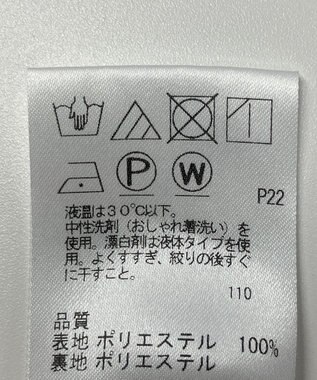 P W
P22
液温は30℃以下。
中性洗剤(おしゃれ着洗い)を
使用。漂白剤は液体タイプを使
用。よくすすぎ、絞りの後すぐ
に干すこと。
110
品質
表地 ポリエステル 100%
裏地 ポリエステル